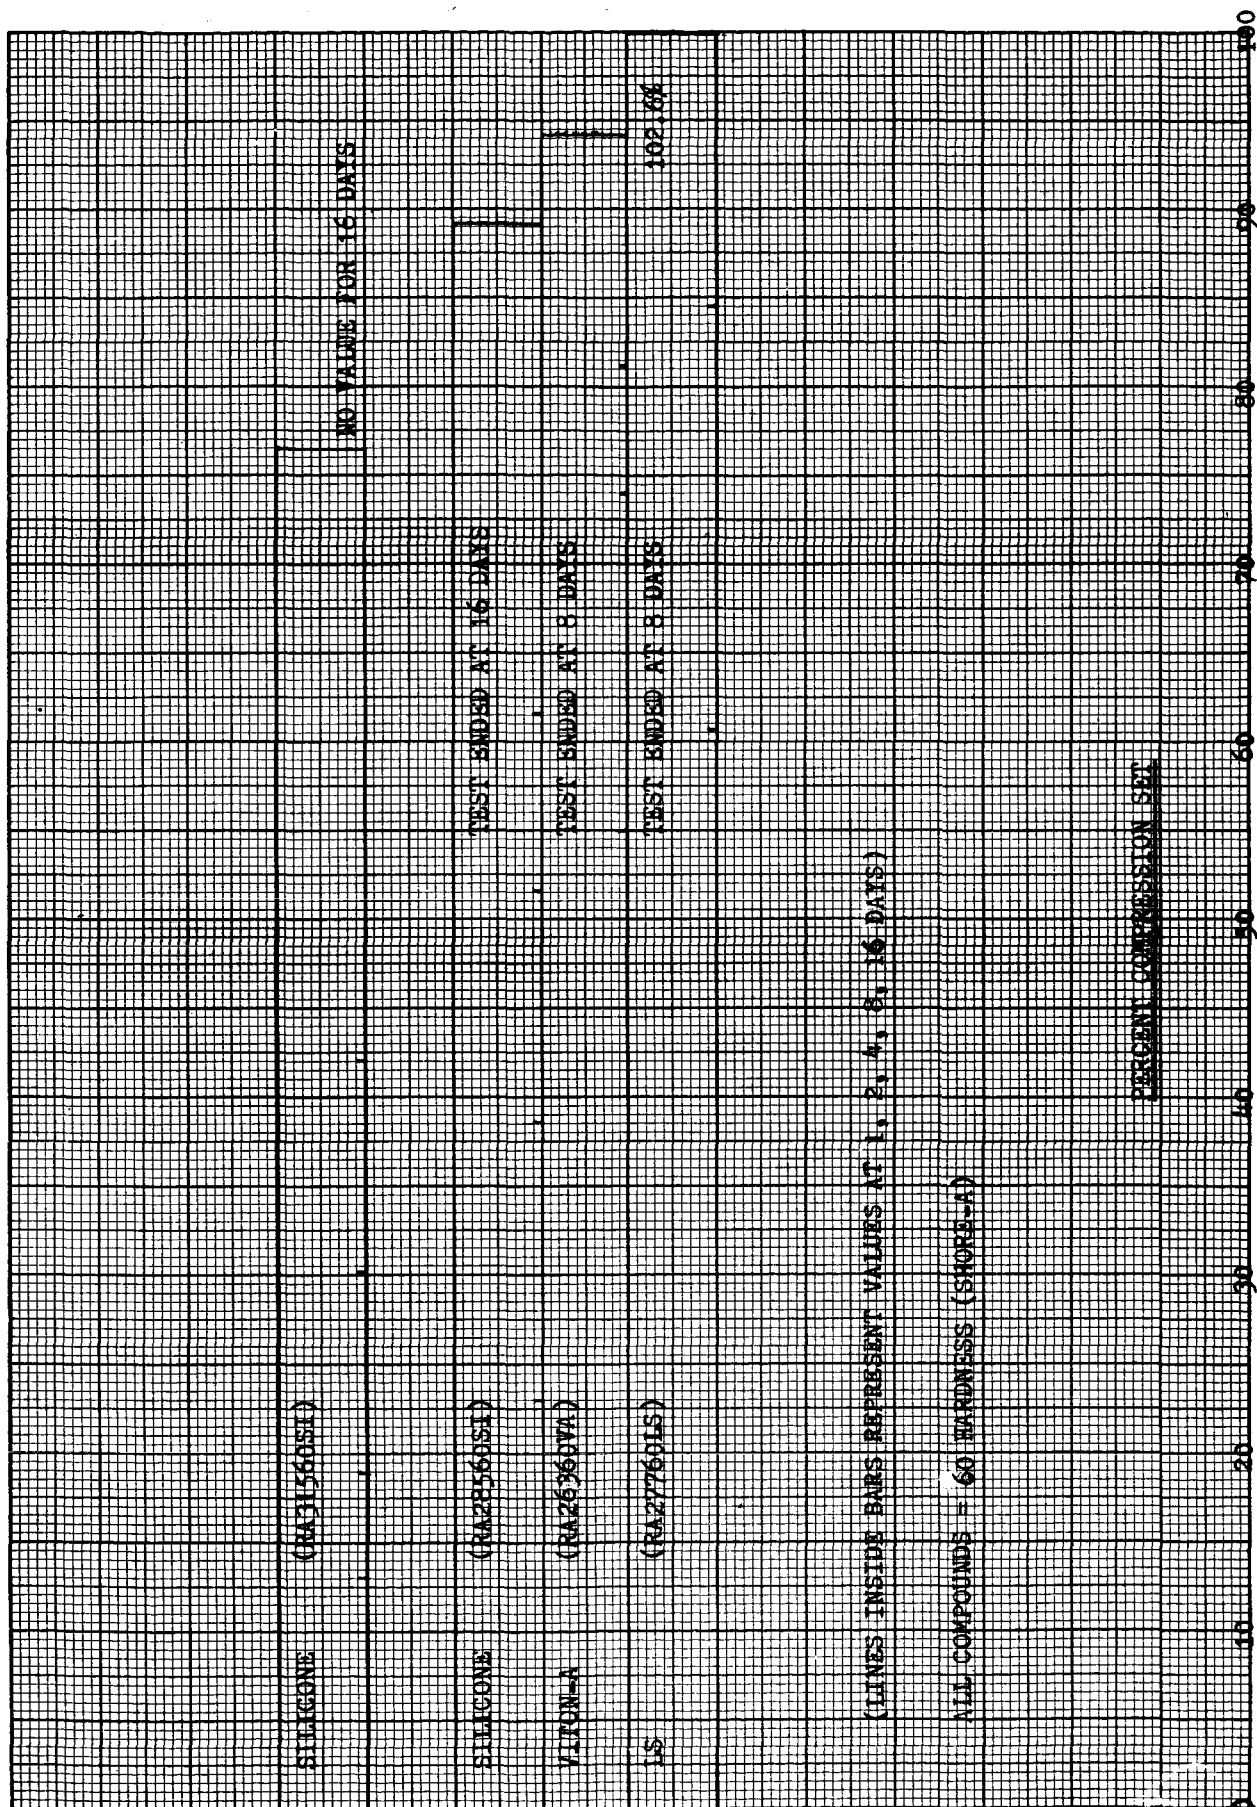 SILICONE (RA31560SI)
NO VALUE FOR 16 DAYS
SILICONE (RA28560SI) TEST ENDED AT 16 DAYS
VITON-A (RA26360VA) TEST ENDED AT 8 DAYS
LS (RA27760LS) TEST ENDED AT 8 DAYS 102.6%
(LINES INSIDE BARS REPRESENT VALUES AT 1, 2, 4, 8, 16 DAYS)
ALL COMPOUNDS = 60 HARDNESS (SHORE-A)
PERCENT COMPRESSION SET
0 10 20 30 40 50 60 70 80 90 100